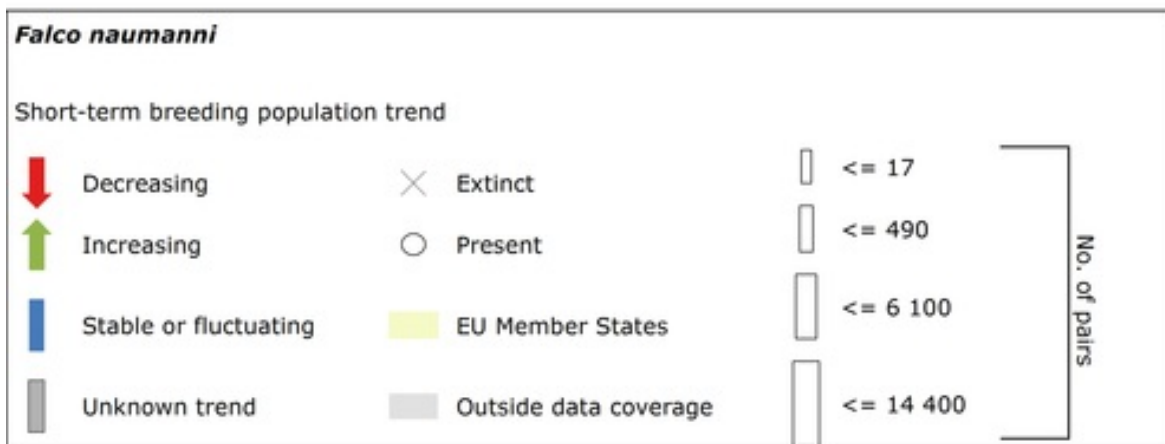 Falco naumanni
Short-term breeding population trend
Decreasing
Increasing
Stable or fluctuating
Unknown trend
Extinct
Present
EU Member States
Outside data coverage
<= 17
<= 490
<= 6 100
<= 14 400
No. of pairs